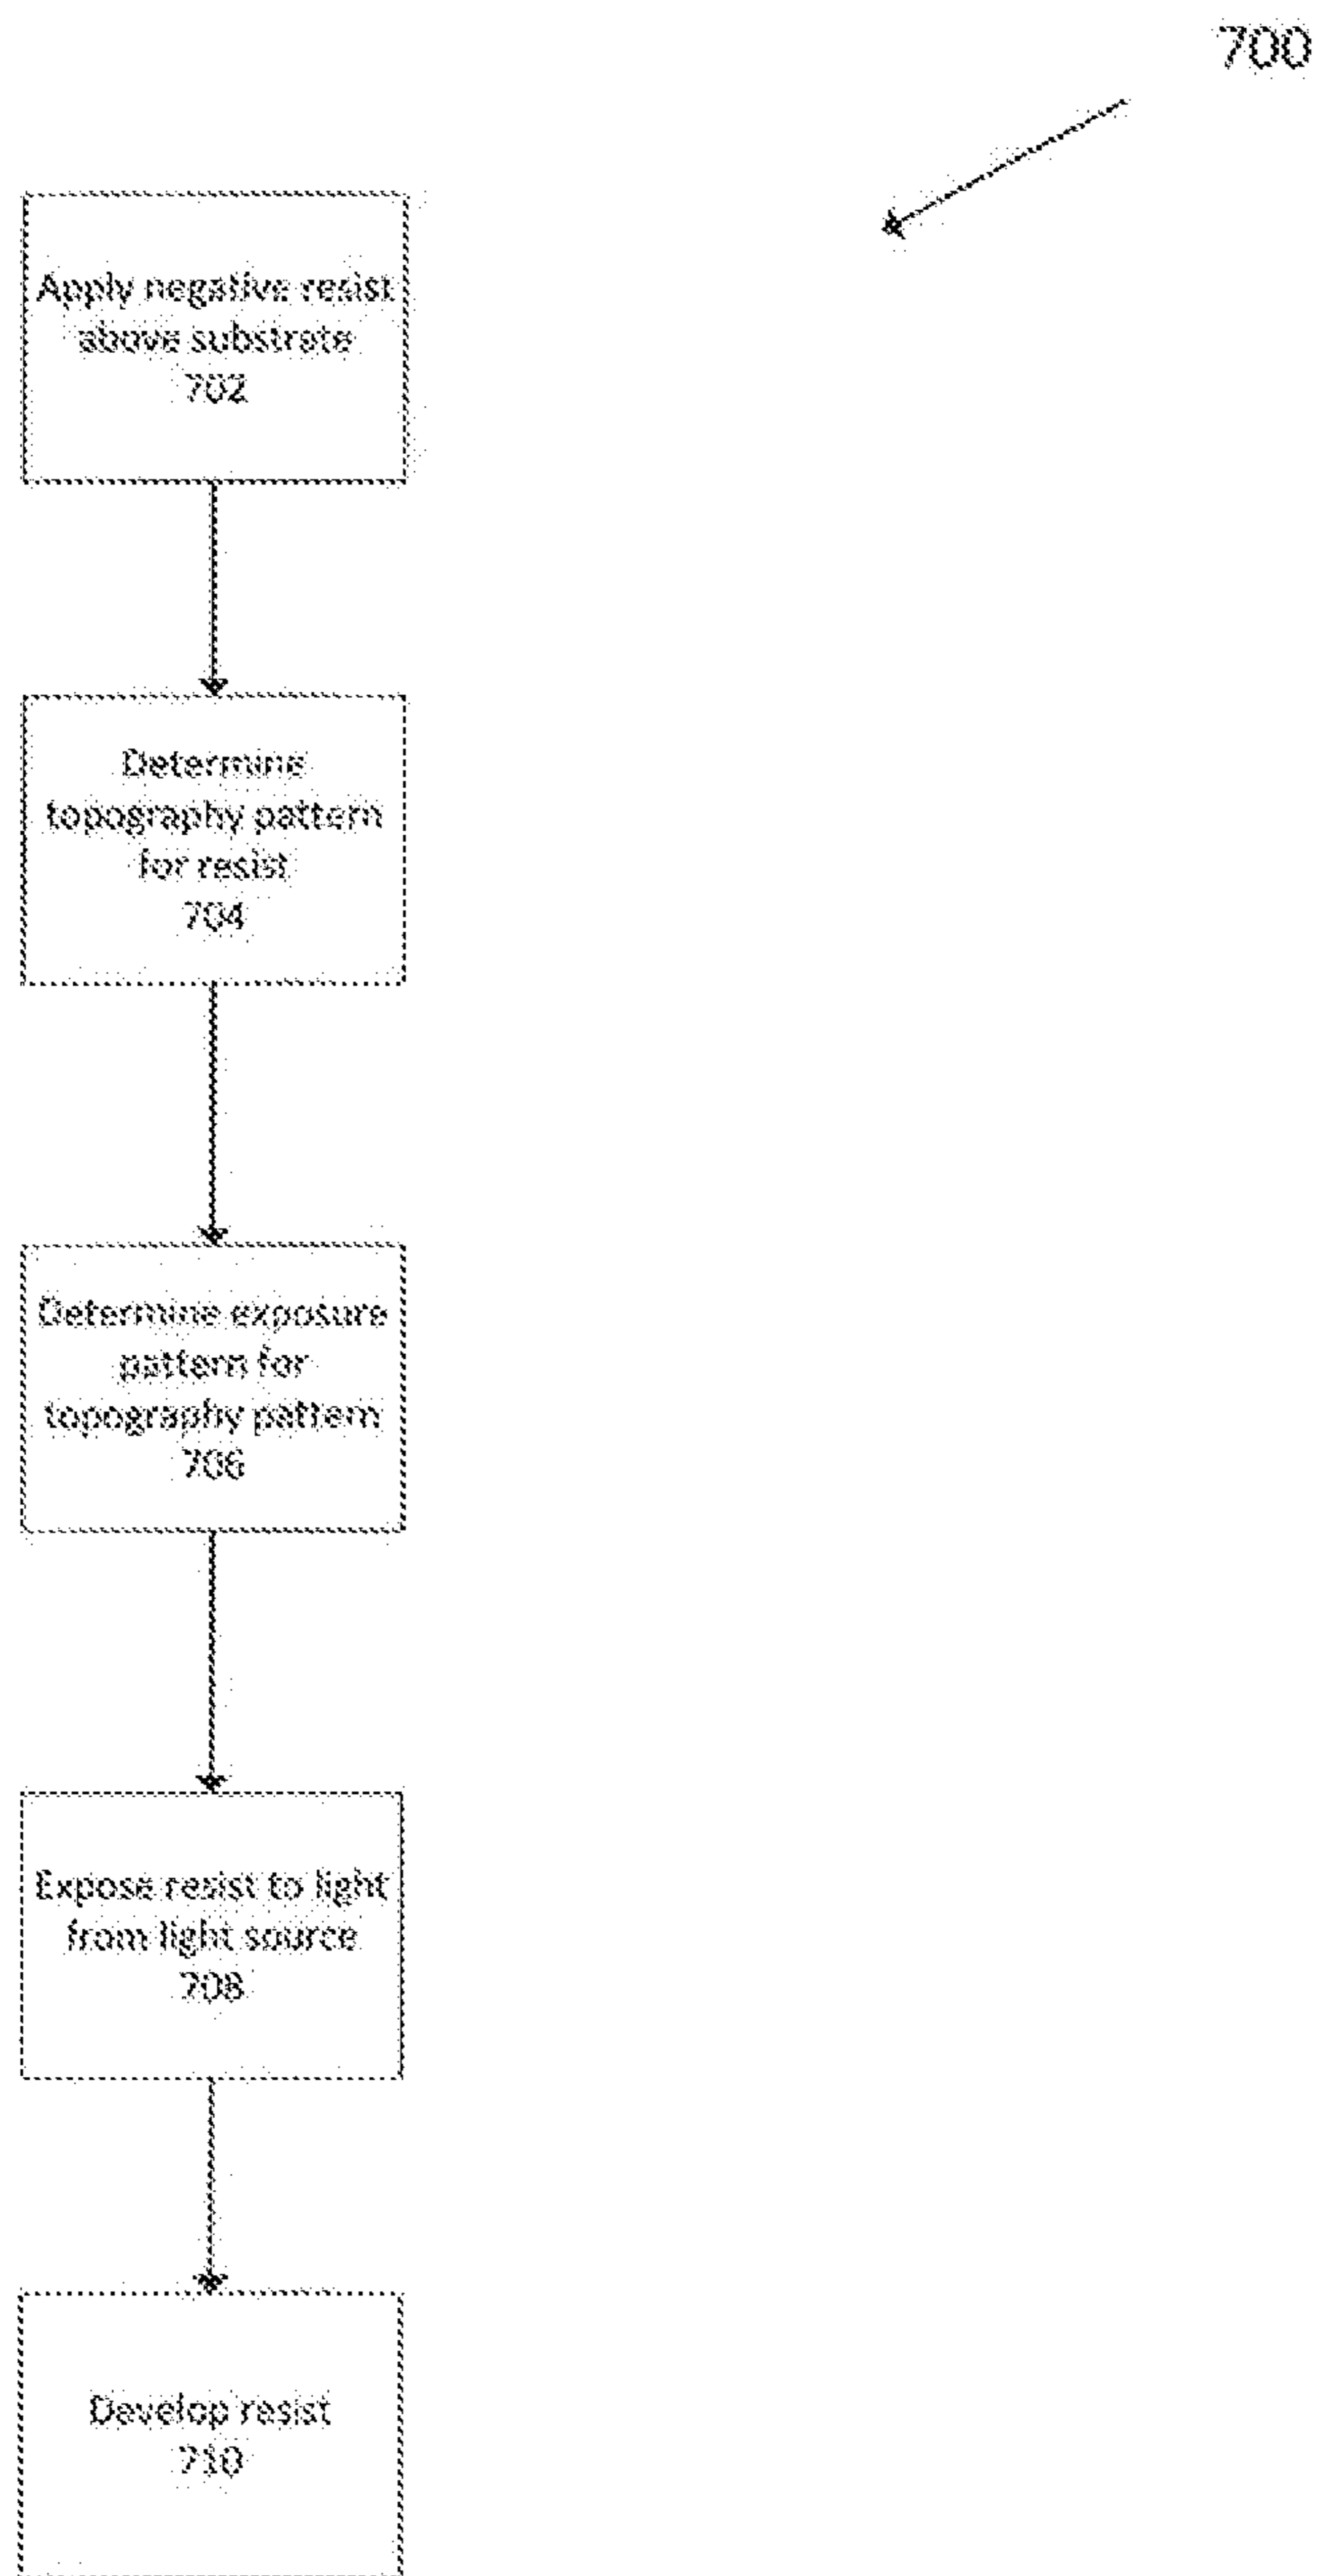 700
Apply negative resist
above substrate
702
Determine
topography pattern
for resist
704
Determine exposure
pattern for
topography pattern
706
Expose resist to light
from light source
708
Develop resist
710